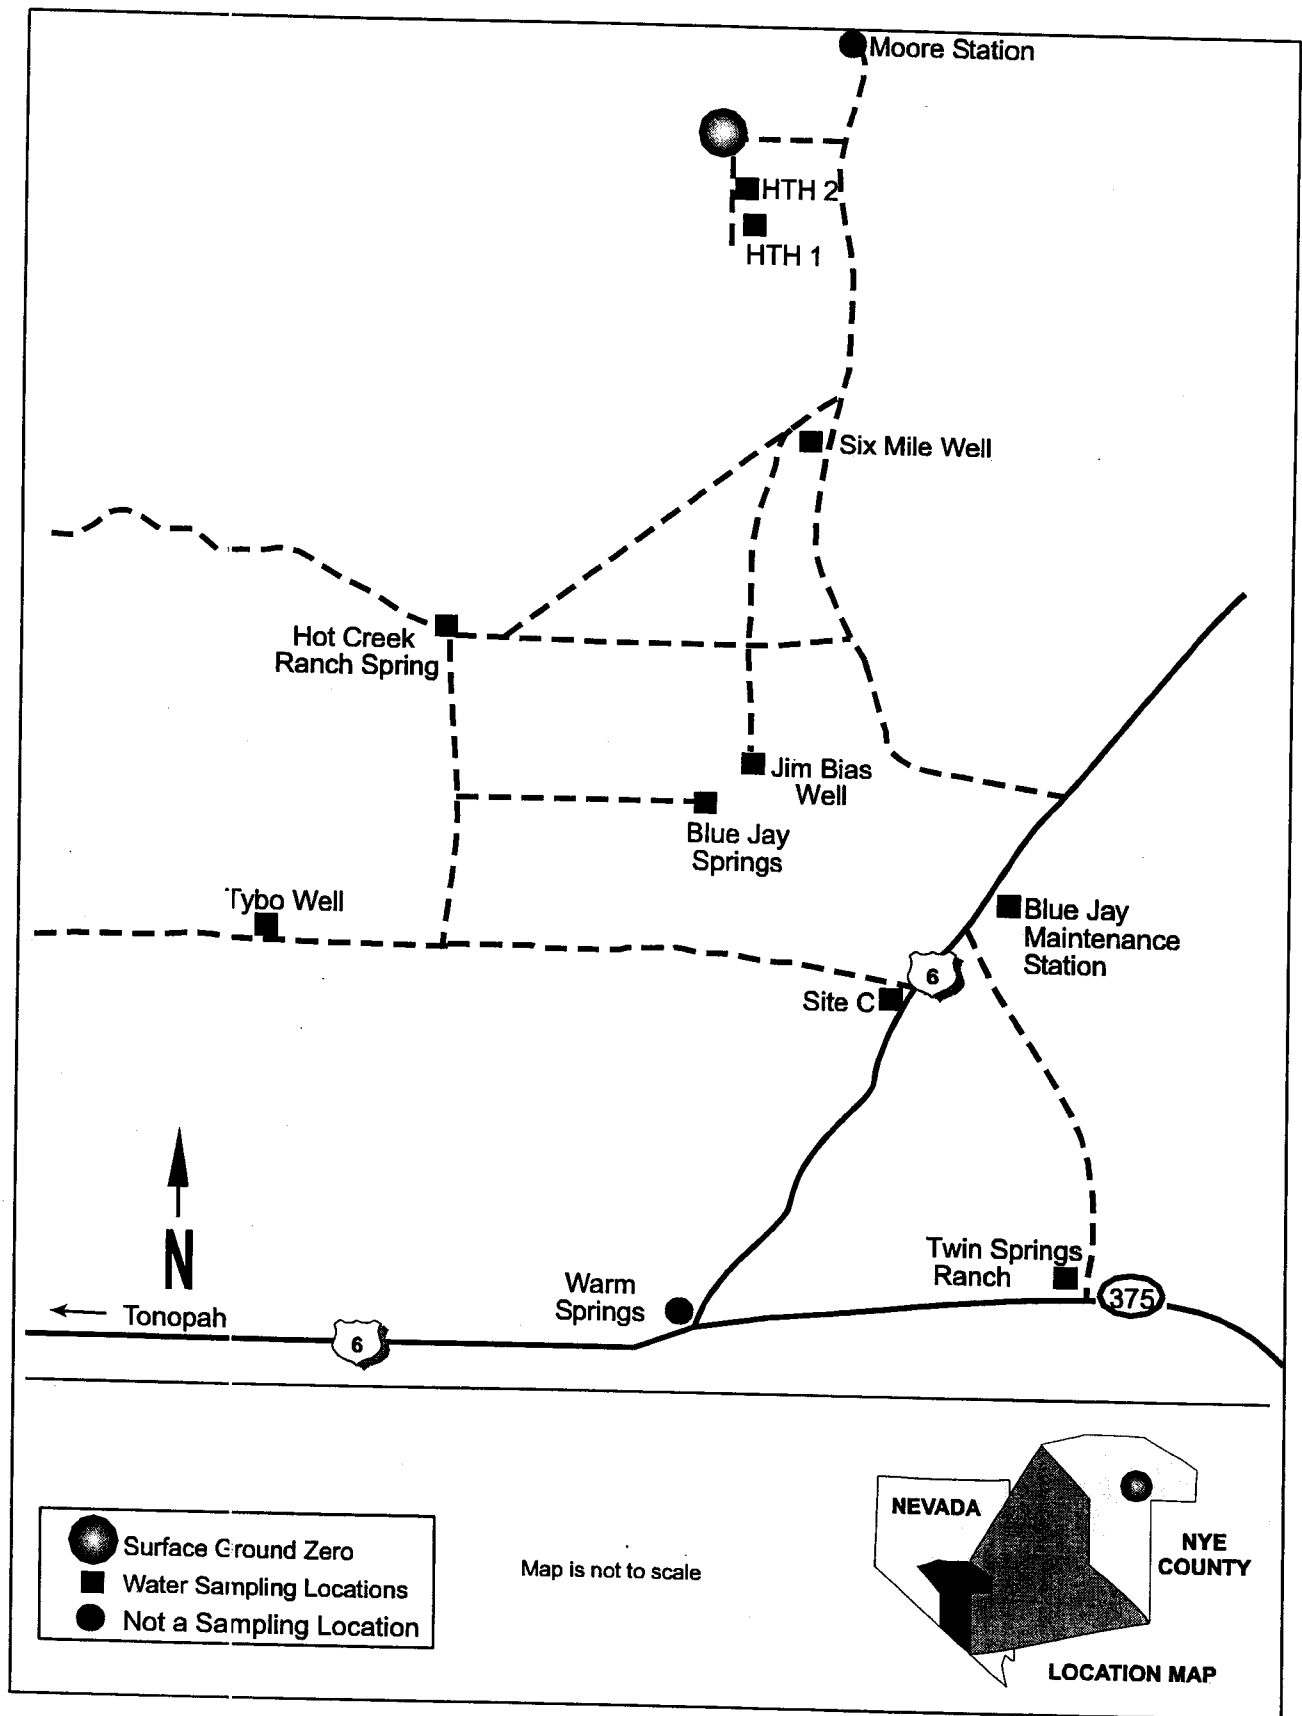 Moore Station
HTH 2
HTH 1
Six Mile Well
Hot Creek
Ranch Spring
Jim Bias
Well
Blue Jay
Springs
Tybo Well
Blue Jay
Maintenance
Station
6
Site C
N
Twin Springs
Ranch
375
Warm
Springs
Tonopah
6
Surface Ground Zero
Water Sampling Locations
Not a Sampling Location
Map is not to scale
NEVADA
NYE
COUNTY
LOCATION MAP